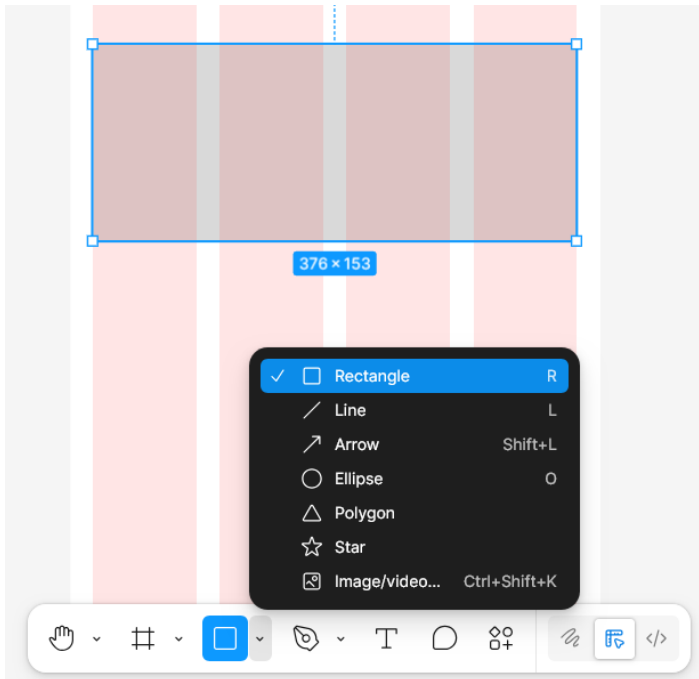 376 × 153
Rectangle R
Line L
Arrow Shift+L
Ellipse O
Polygon
Star
Image/video... Ctrl+Shift+K